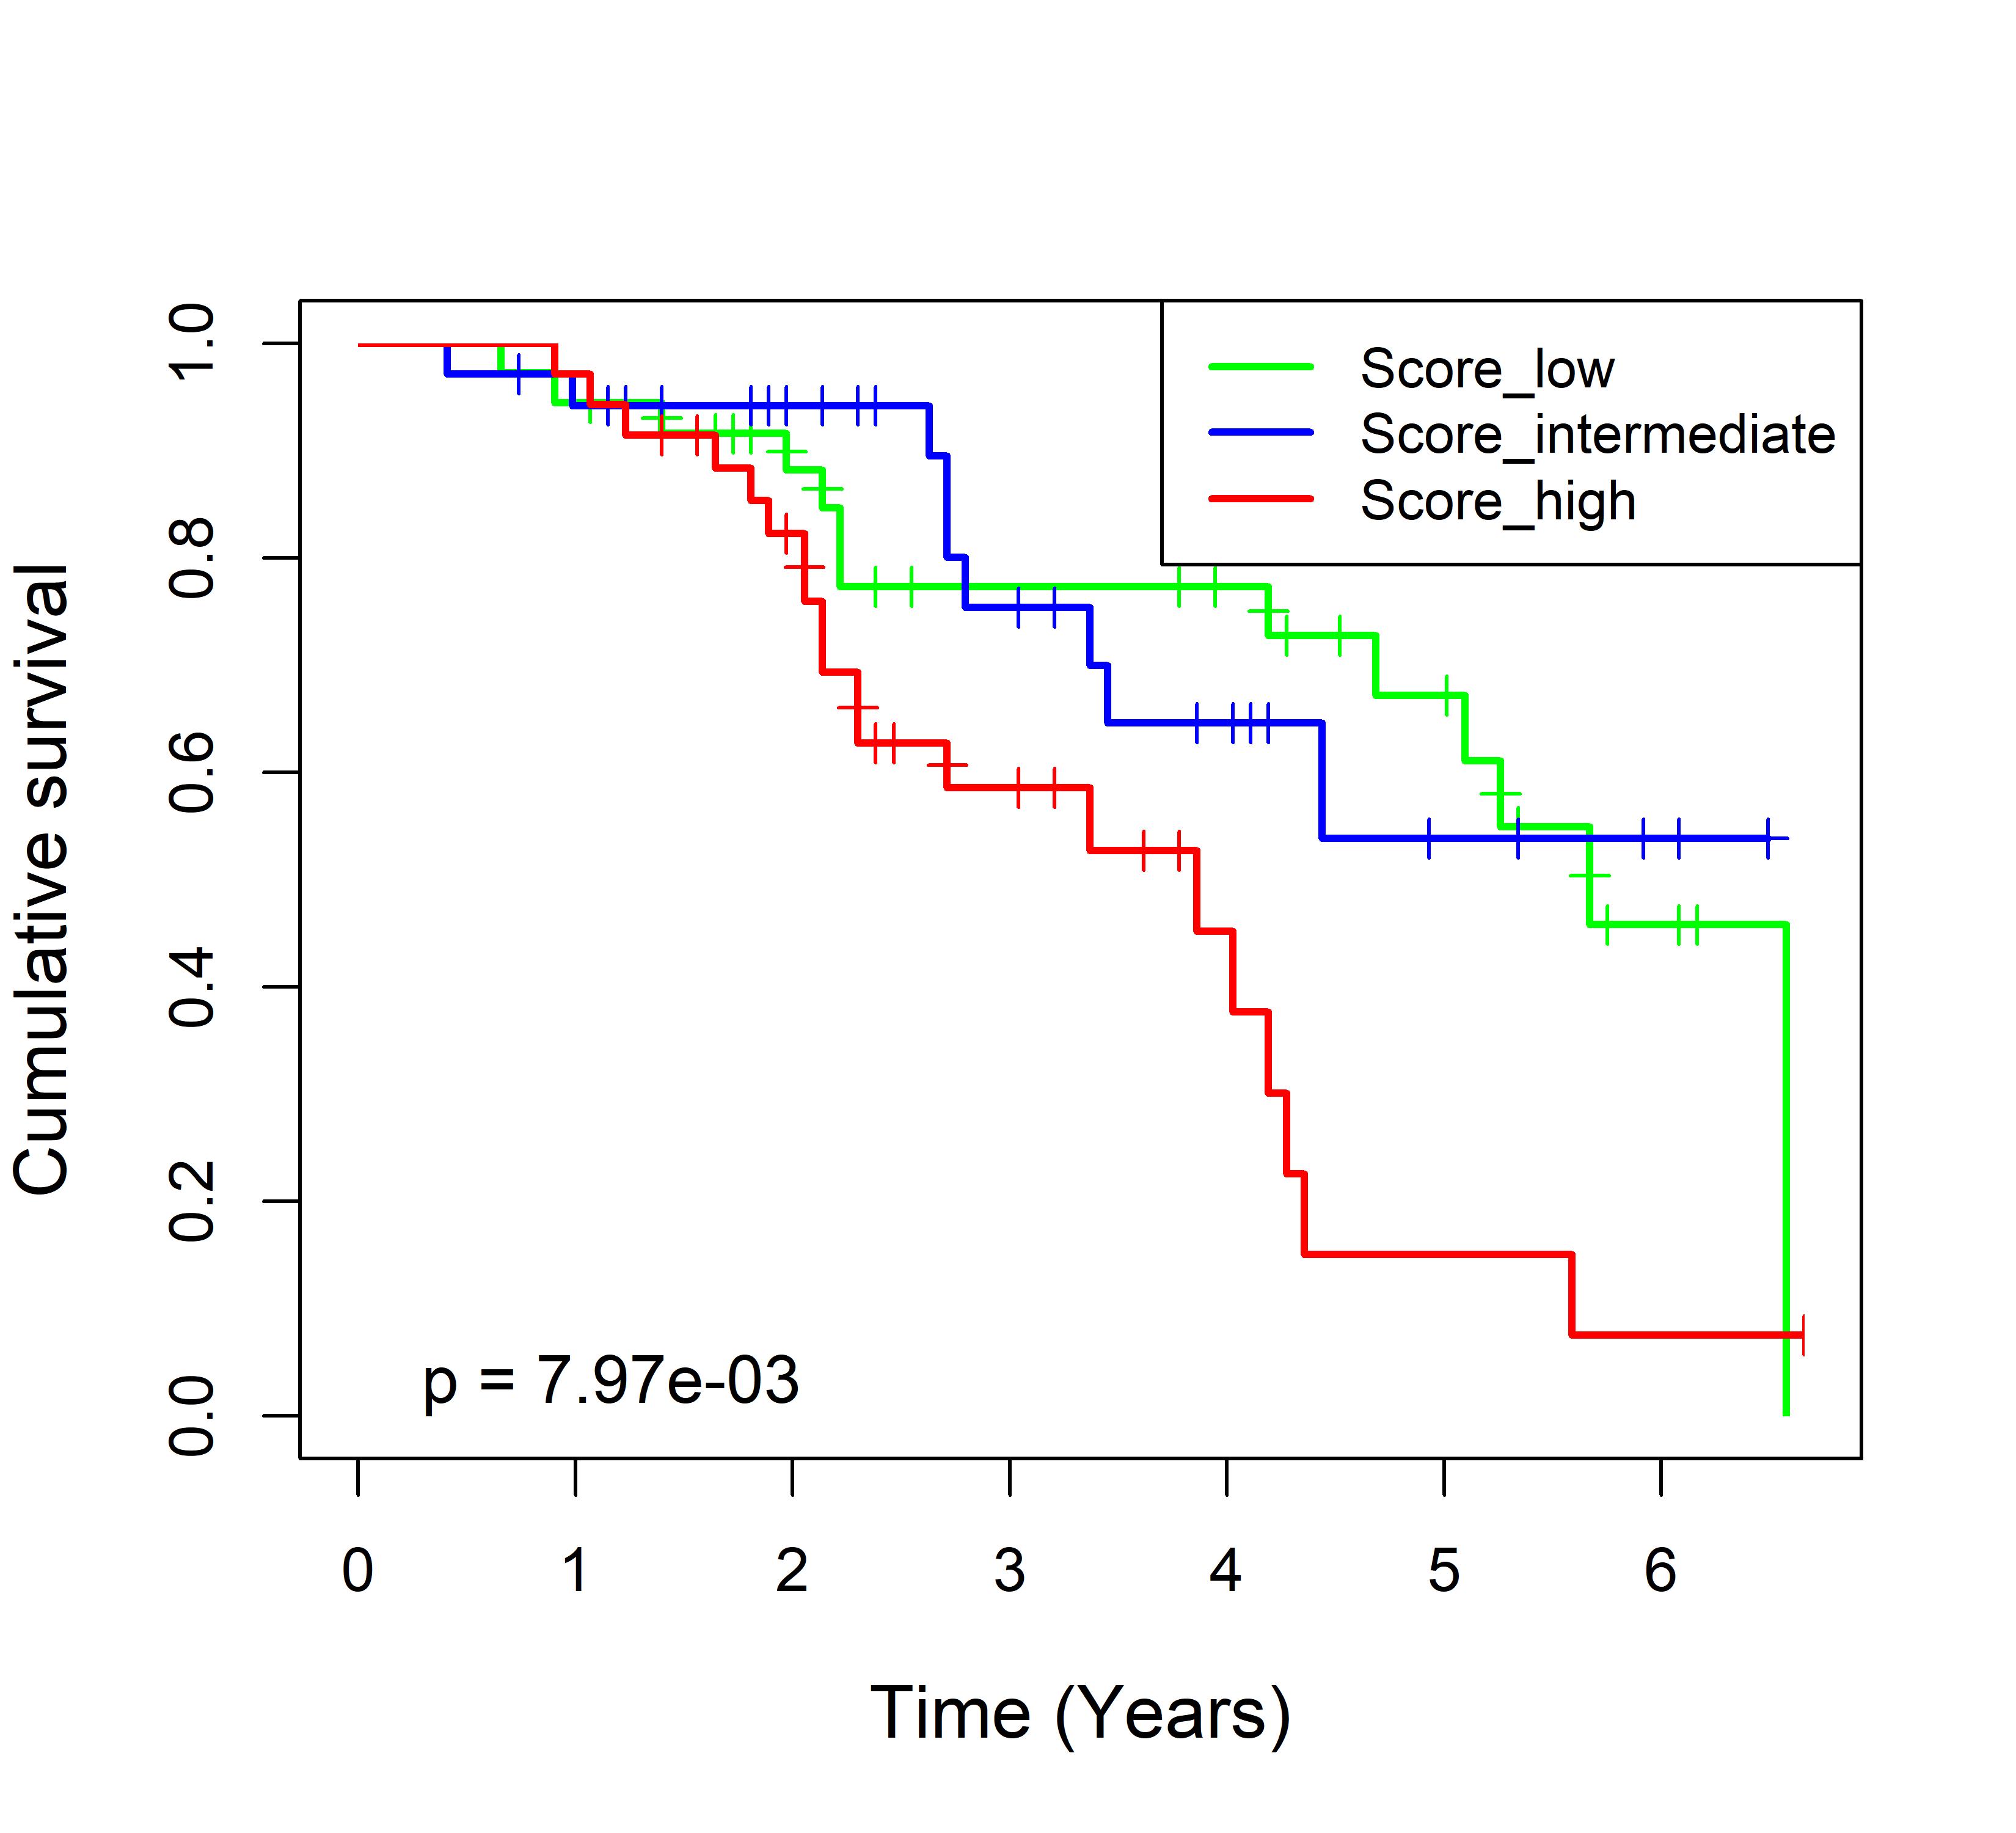 Score_low
Score_intermediate
Score_high
Cumulative survival
1.0
0.8
0.6
0.4
0.2
0.0
p = 7.97e-03
0 1 2 3 4 5 6
Time (Years)